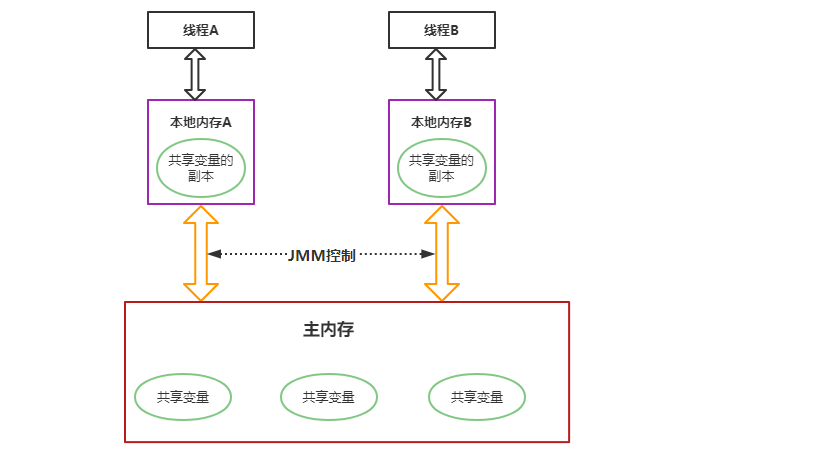 线程A
线程B
本地内存A
本地内存B
共享变量的
副本
共享变量的
副本
JMM控制
主内存
共享变量
共享变量
共享变量